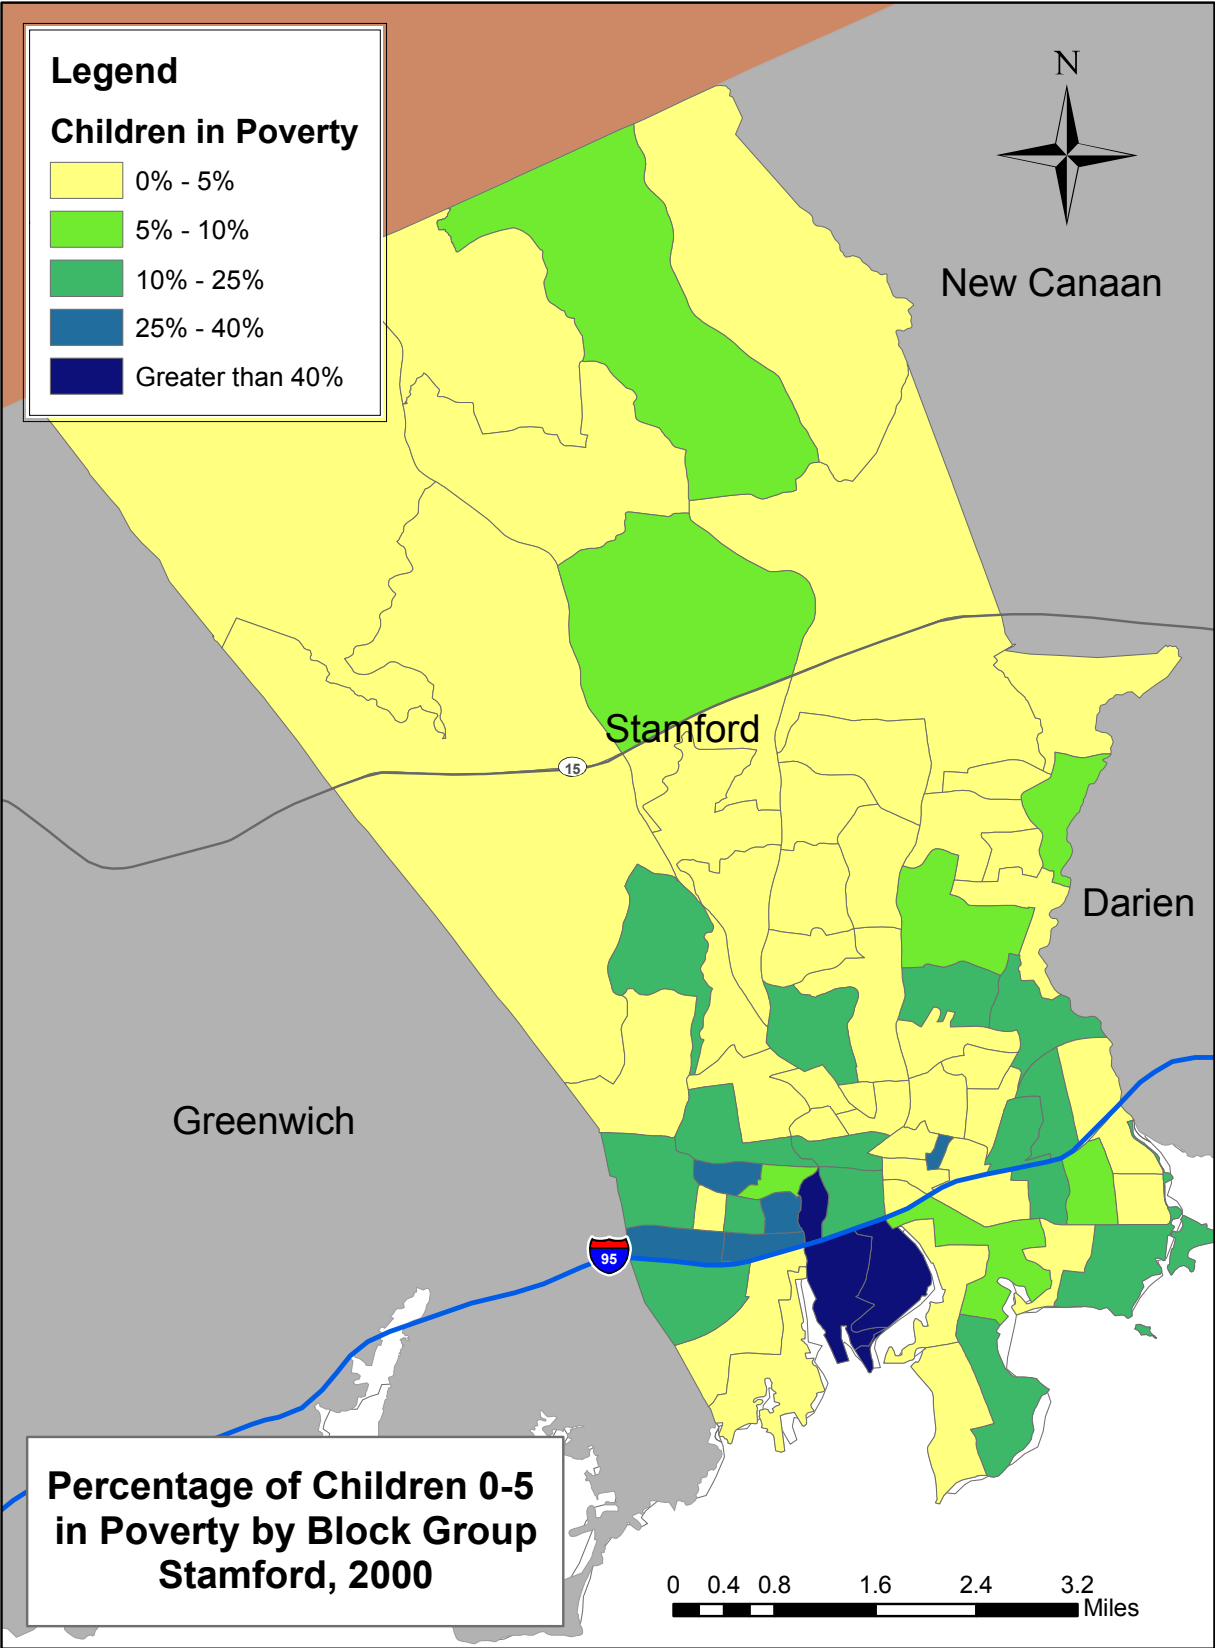 Legend
Children in Poverty
0% - 5%
5% - 10%
10% - 25%
25% - 40%
Greater than 40%
N
New Canaan
Stamford
15
Darien
Greenwich
95
Percentage of Children 0-5
in Poverty by Block Group
Stamford, 2000
0 0.4 0.8 1.6 2.4 3.2
Miles